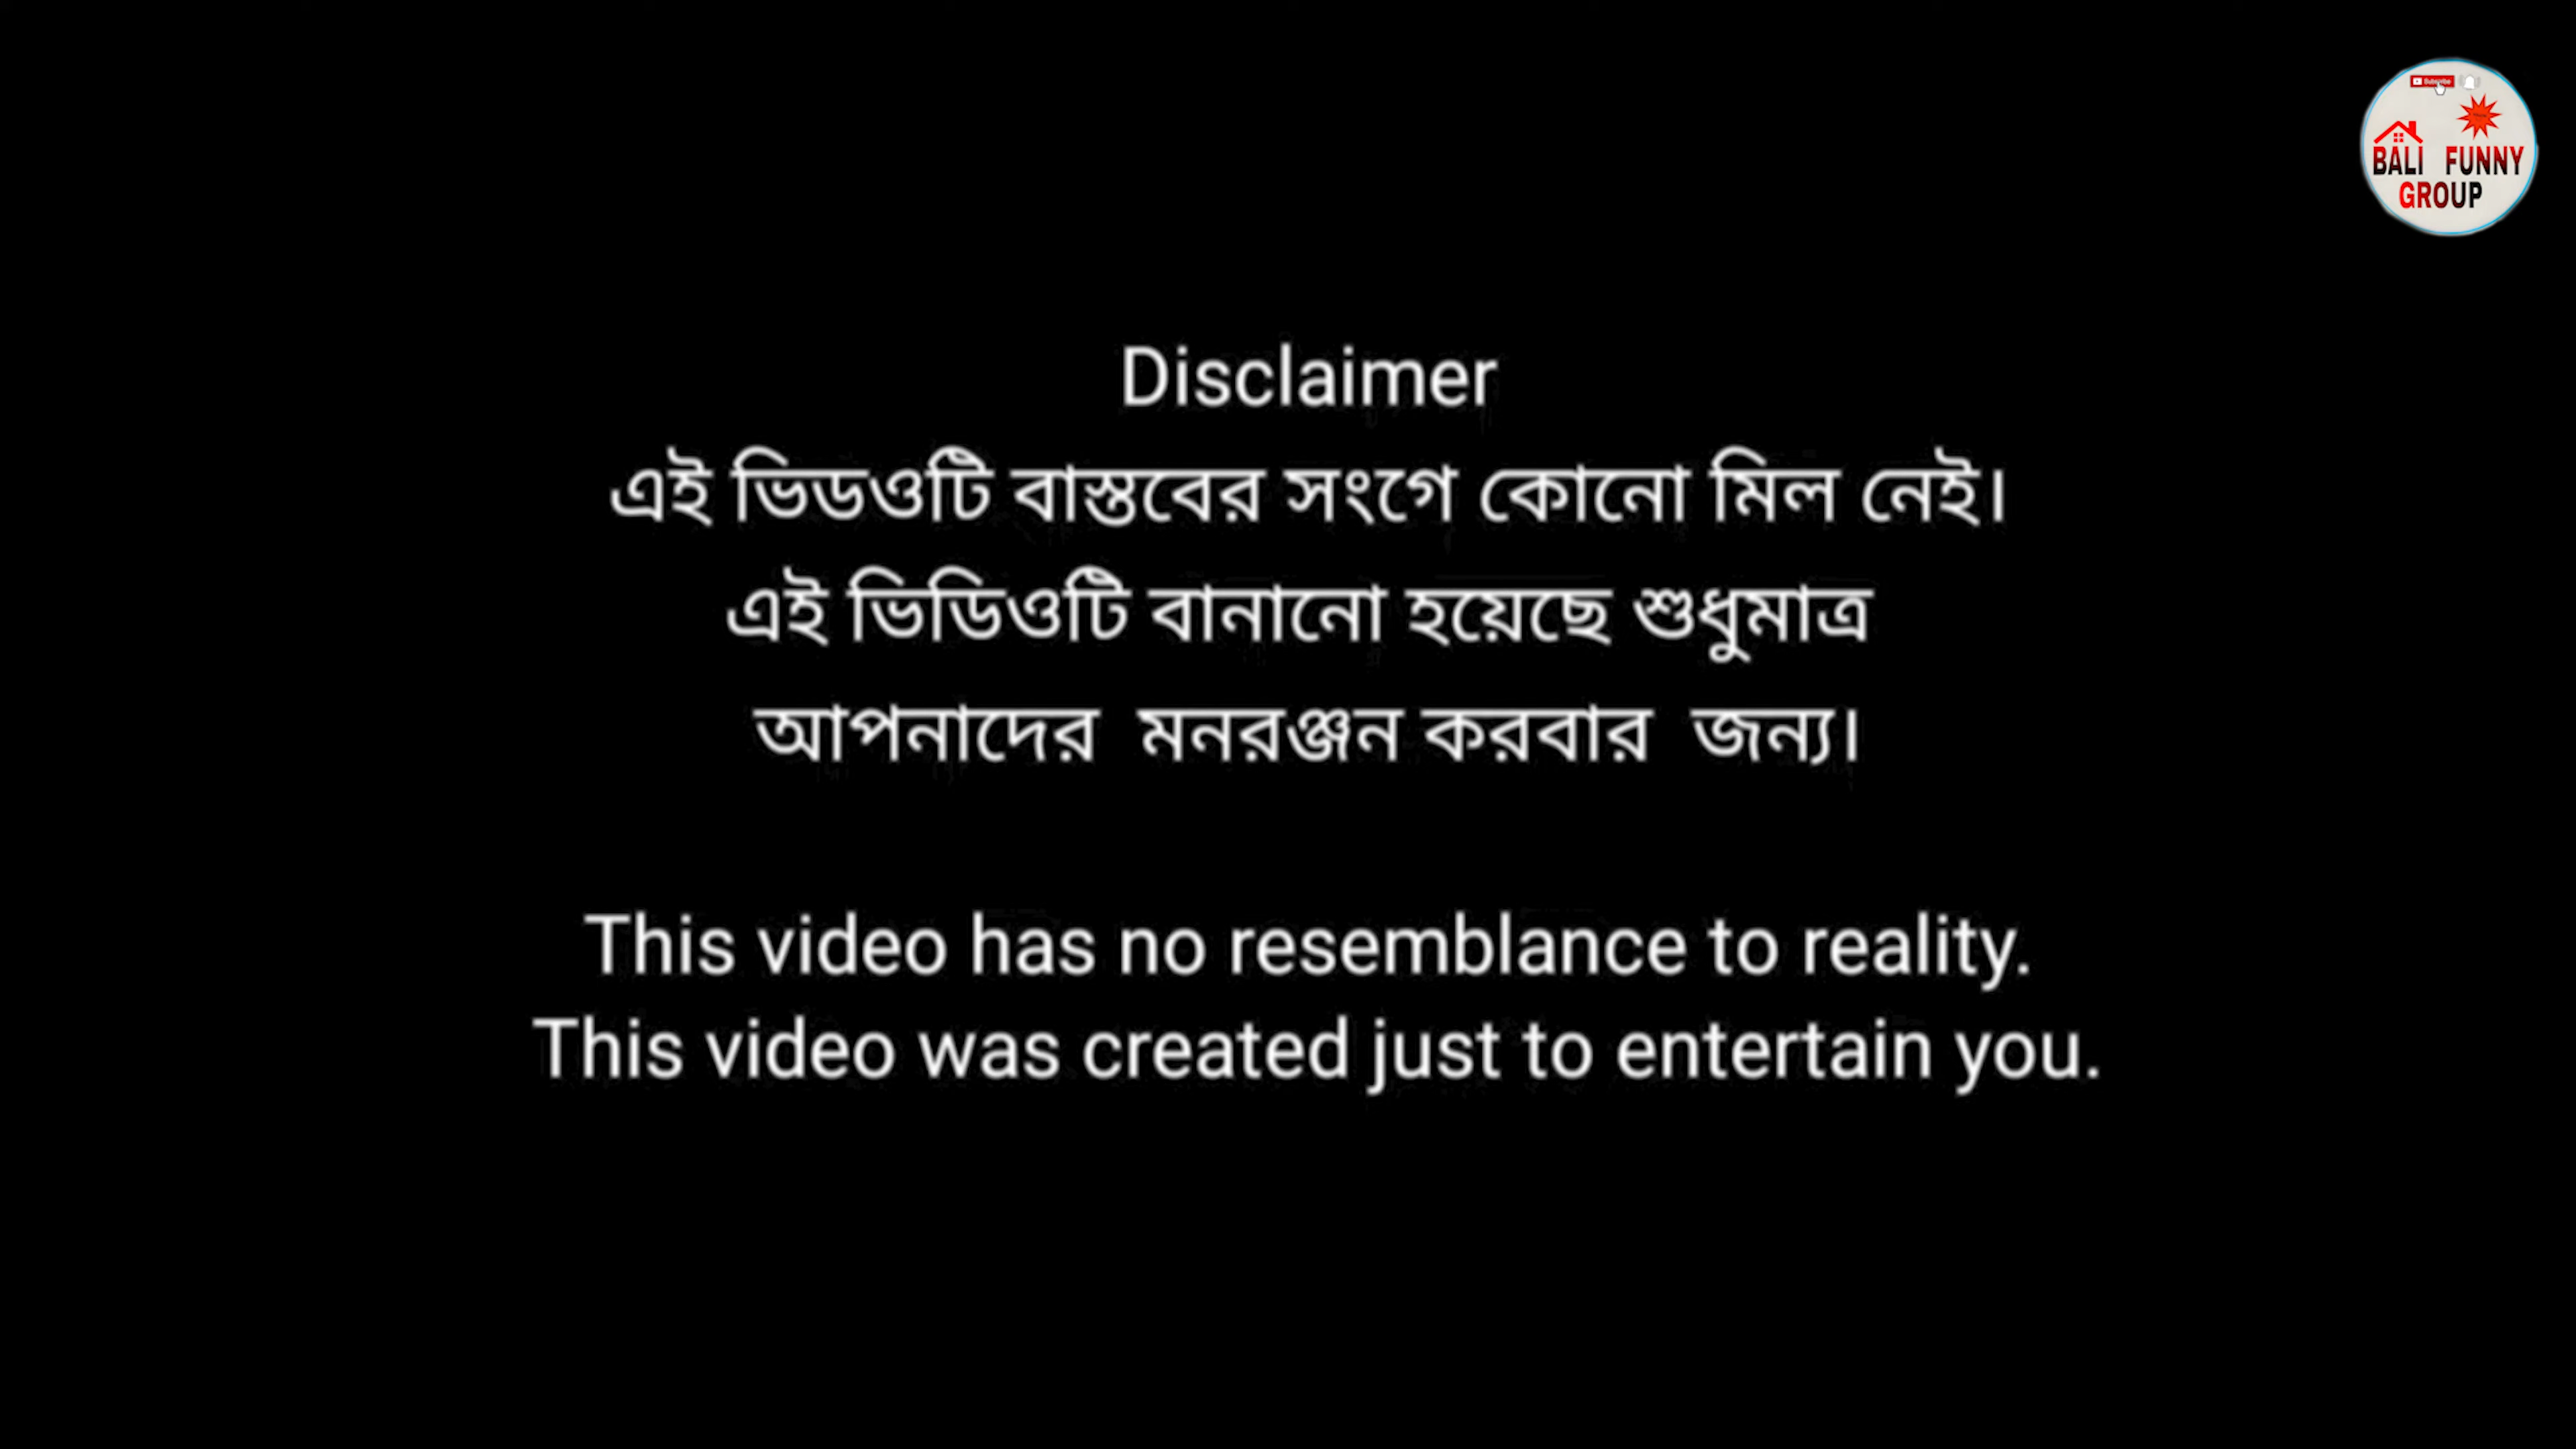 Subscribe
BALI FUNNY
GROUP
Disclaimer
এই ভিডওটি বাস্তবের সংগে কোনো মিল নেই।
এই ভিডিওটি বানানো হয়েছে শুধুমাত্র
আপনাদের মনরঞ্জন করবার জন্য।
This video has no resemblance to reality.
This video was created just to entertain you.